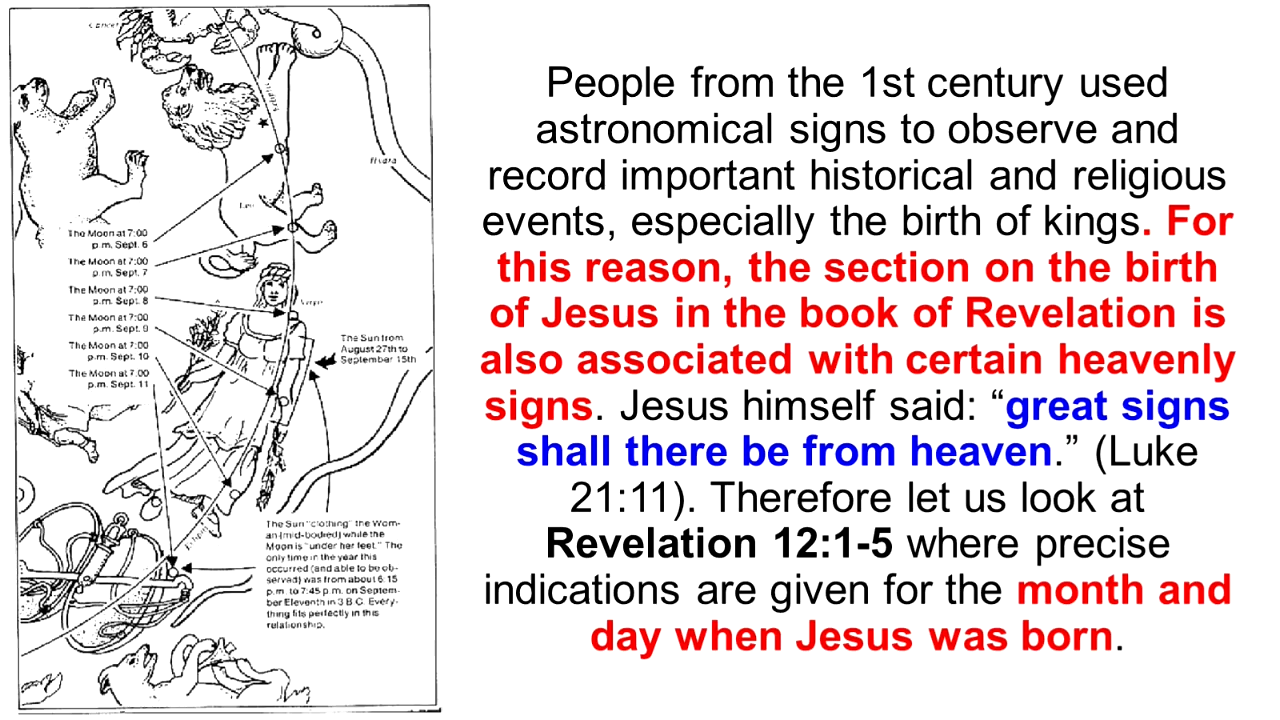 Cancer
Hydra
Leo
The Moon at 7:00
p.m. Sept. 6
The Moon at 7:00
p.m. Sept. 7
The Moon at 7:00
p.m. Sept. 8
The Moon at 7:00
p.m. Sept. 9
The Moon at 7:00
p.m. Sept. 10
The Moon at 7:00
p.m. Sept. 11
Virgo
The Sun from
August 27th to
September 15th
Ecliptic
The Sun "clothing" the Wom-
an (mid-bodied) while the
Moon is "under her feet." The
only time in the year this
occurred (and able to be ob-
served) was from about 6:15
p.m. to 7:45 p.m. on Septem-
ber Eleventh in 3 B.C. Every-
thing fits perfectly in this
relationship.
People from the 1st century used
astronomical signs to observe and
record important historical and religious
events, especially the birth of kings. For
this reason, the section on the birth
of Jesus in the book of Revelation is
also associated with certain heavenly
signs. Jesus himself said: “great signs
shall there be from heaven.” (Luke
21:11). Therefore let us look at
Revelation 12:1-5 where precise
indications are given for the month and
day when Jesus was born.